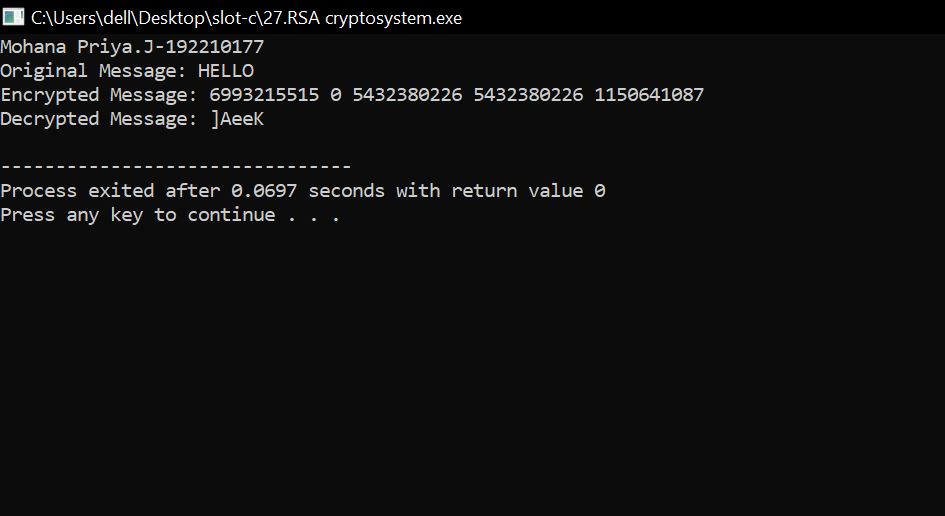 C:\Users\dell\Desktop\slot-c\27.RSA cryptosystem.exe
Mohana Priya.J-192210177
Original Message: HELLO
Encrypted Message: 6993215515 0 5432380226 5432380226 1150641087
Decrypted Message: ]AeeK
--------------------------------
Process exited after 0.0697 seconds with return value 0
Press any key to continue . . .